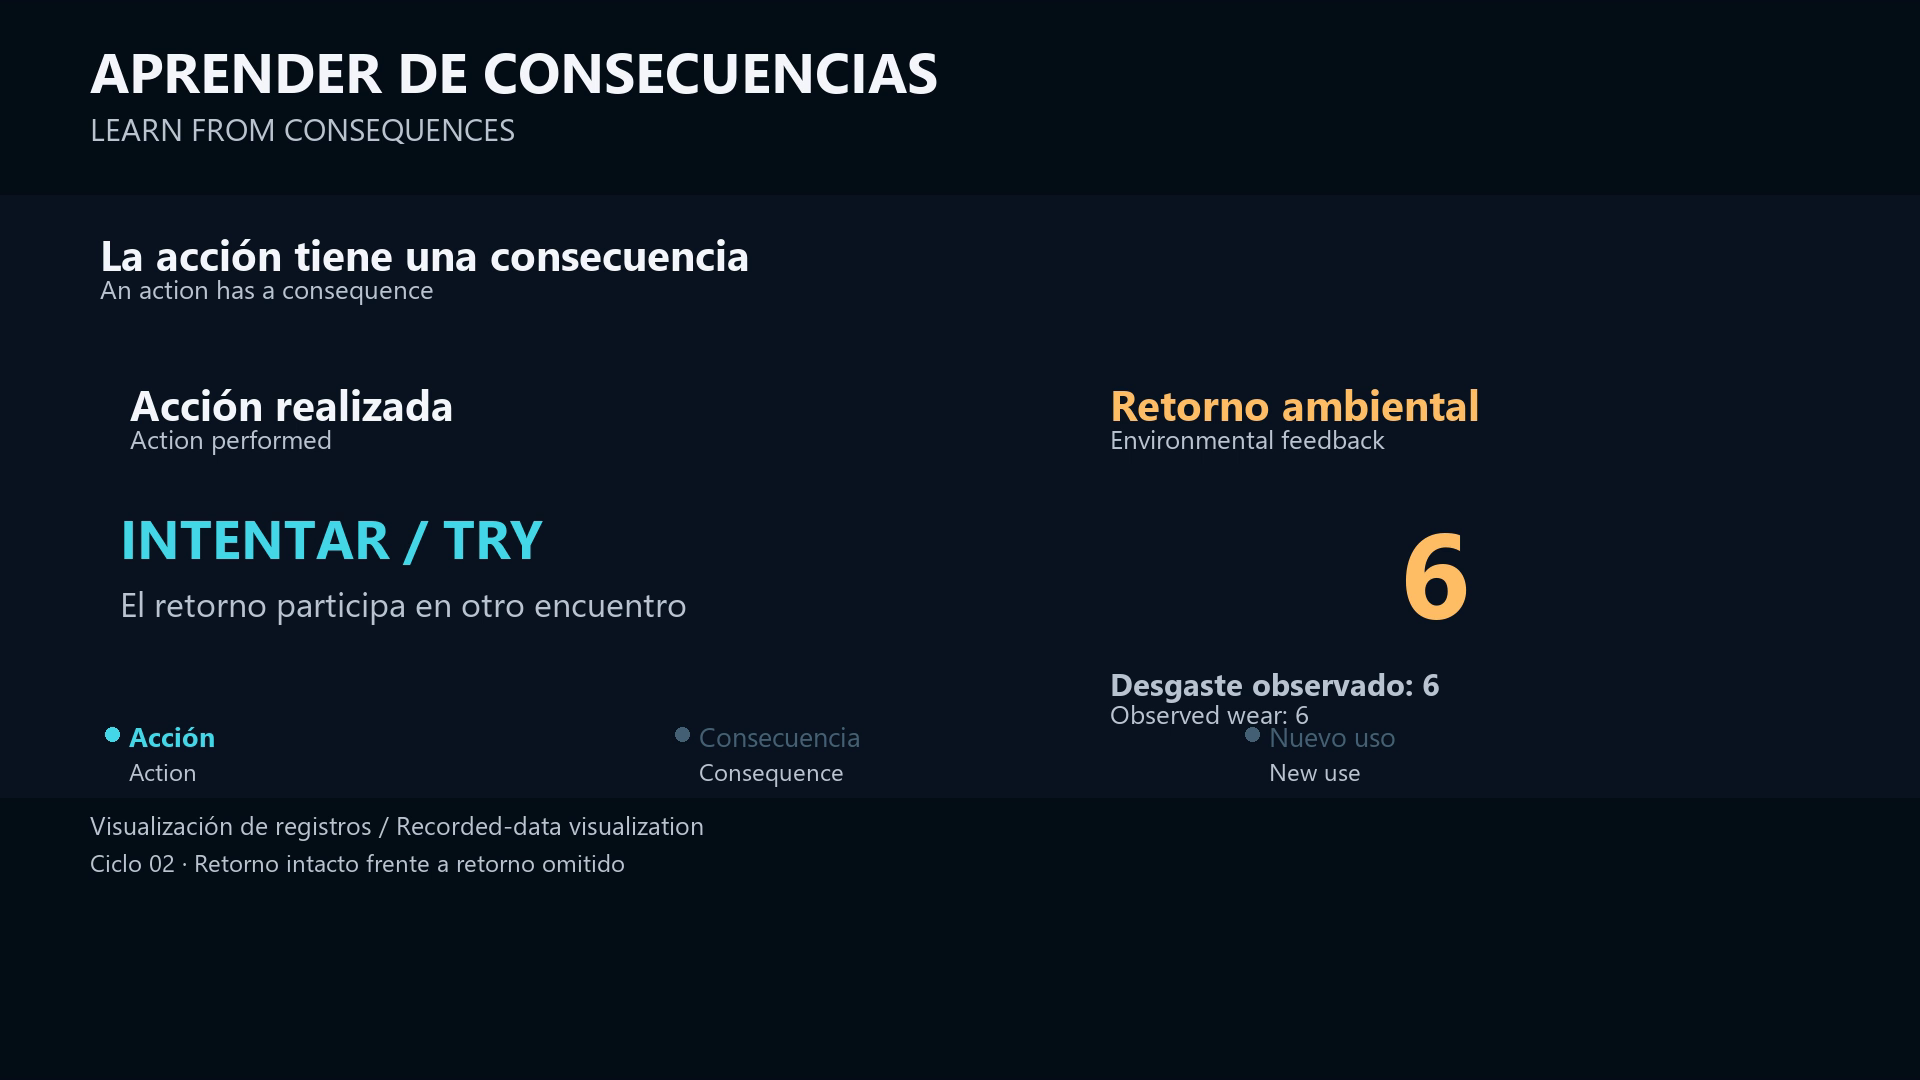 APRENDER DE CONSECUENCIAS
LEARN FROM CONSEQUENCES
La acción tiene una consecuencia
An action has a consequence
Acción realizada
Action performed
Retorno ambiental
Environmental feedback
INTENTAR / TRY
El retorno participa en otro encuentro
6
Desgaste observado: 6
Observed wear: 6
Acción
Action
Consecuencia
Consequence
Nuevo uso
New use
Visualización de registros / Recorded-data visualization
Ciclo 02 · Retorno intacto frente a retorno omitido